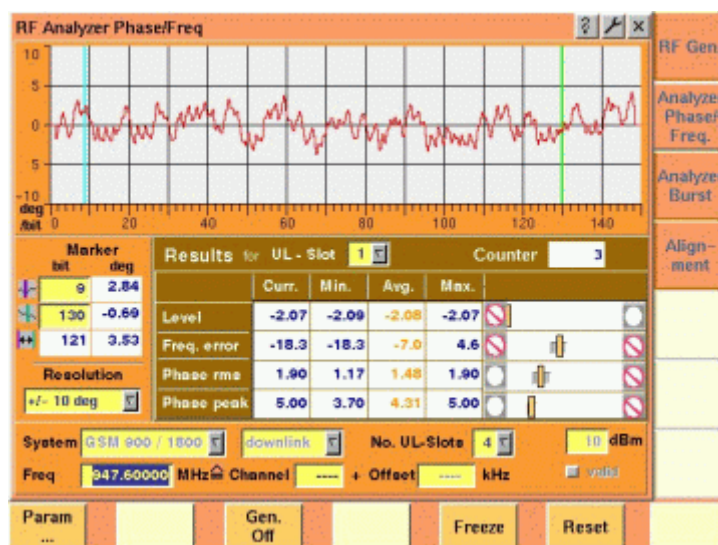 RF Analyzer Phase/Freq
10
5
0
5
-10
deg
/bit
0 20 40 60 80 100 120 140
RF Gen
Analyze
Phase/
Freq.
Analyze
Burst
Align-
ment
Marker
bit deg
9 2.84
130 -0.69
121 3.53
Resolution
+/- 10 deg
Results for UL - Slot 1 Counter 3
Curr. Min. Avg. Max.
Level -2.07 -2.09 -2.08 -2.07
Freq. error -18.3 -18.3 -7.0 4.6
Phase rms 1.90 1.17 1.48 1.90
Phase peak 5.00 3.70 4.31 5.00
System GSM 900 / 1800 downlink No. UL-Slots 4 10 dBm
Freq 947.60000 MHz Channel ---- + Offset ---- kHz valid
Param
...
Gen.
Off
Freeze
Reset